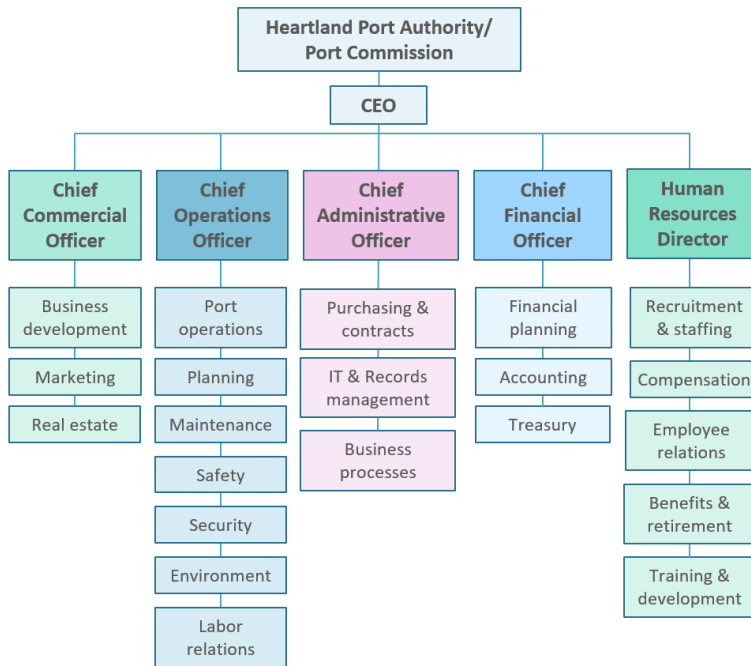 Heartland Port Authority/
Port Commission
CEO
Chief
Commercial
Officer
Business
development
Marketing
Real estate
Chief
Operations
Officer
Port
operations
Planning
Maintenance
Safety
Security
Environment
Labor
relations
Chief
Administrative
Officer
Purchasing &
contracts
IT & Records
management
Business
processes
Chief
Financial
Officer
Financial
planning
Accounting
Treasury
Human
Resources
Director
Recruitment
& staffing
Compensation
Employee
relations
Benefits &
retirement
Training &
development